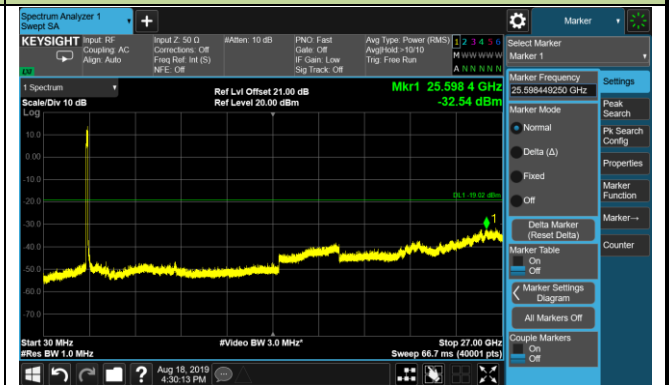 Spectrum Analyzer 1
Swept SA
+
Marker
KEYSIGHT
Input: RF
Coupling: AC
Align: Auto
Input Z: 50 Ω
Corrections: Off
Freq Ref: Int (S)
NFE: Off
#Atten: 10 dB
PNO: Fast
Gate: Off
IF Gain: Low
Sig Track: Off
Avg Type: Power (RMS)
Avg|Hold:>10/10
Trig: Free Run
1 2 3 4 5 6
M W W W W W
A N N N N N
Select Marker
Marker 1
1 Spectrum
Scale/Div 10 dB
Log
Ref Lvl Offset 21.00 dB
Ref Level 20.00 dBm
Mkr1 25.598 4 GHz
-32.54 dBm
10.0
0.00
-10.0
-20.0
-30.0
-40.0
-50.0
-60.0
-70.0
DL1 -19.02 dBm
1
Start 30 MHz
#Res BW 1.0 MHz
#Video BW 3.0 MHz*
Stop 27.00 GHz
Sweep 66.7 ms (40001 pts)
Marker Frequency
25.598449250 GHz
Marker Mode
Normal
Delta (Δ)
Fixed
Off
Delta Marker
(Reset Delta)
Marker Table
On
Off
Marker Settings
Diagram
All Markers Off
Couple Markers
On
Off
Settings
Peak
Search
Pk Search
Config
Properties
Marker
Function
Marker→
Counter
?
Aug 18, 2019
4:30:13 PM